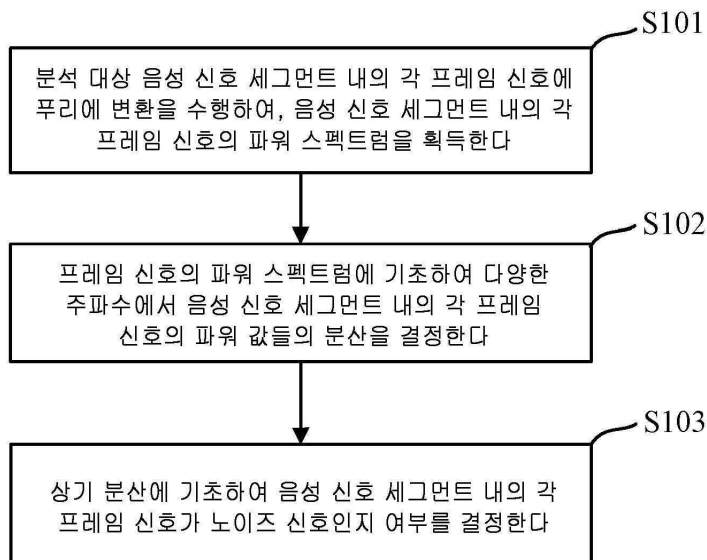 S101
분석 대상 음성 신호 세그먼트 내의 각 프레임 신호에
푸리에 변환을 수행하여, 음성 신호 세그먼트 내의 각
프레임 신호의 파워 스펙트럼을 획득한다
S102
프레임 신호의 파워 스펙트럼에 기초하여 다양한
주파수에서 음성 신호 세그먼트 내의 각 프레임
신호의 파워 값들의 분산을 결정한다
S103
상기 분산에 기초하여 음성 신호 세그먼트 내의 각
프레임 신호가 노이즈 신호인지 여부를 결정한다